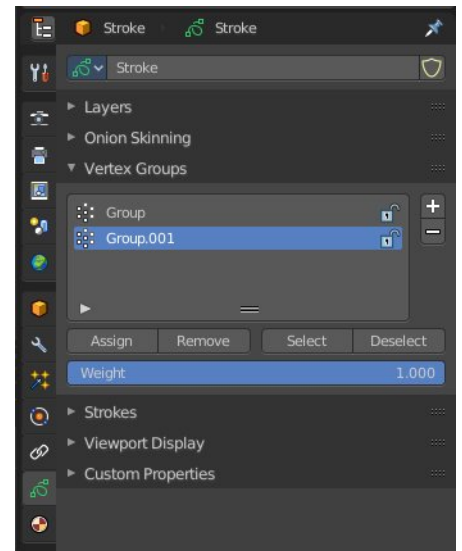 Stroke Stroke
Stroke
Layers
Onion Skinning
Vertex Groups
Group
Group.001
Assign Remove Select Deselect
Weight 1.000
Strokes
Viewport Display
Custom Properties